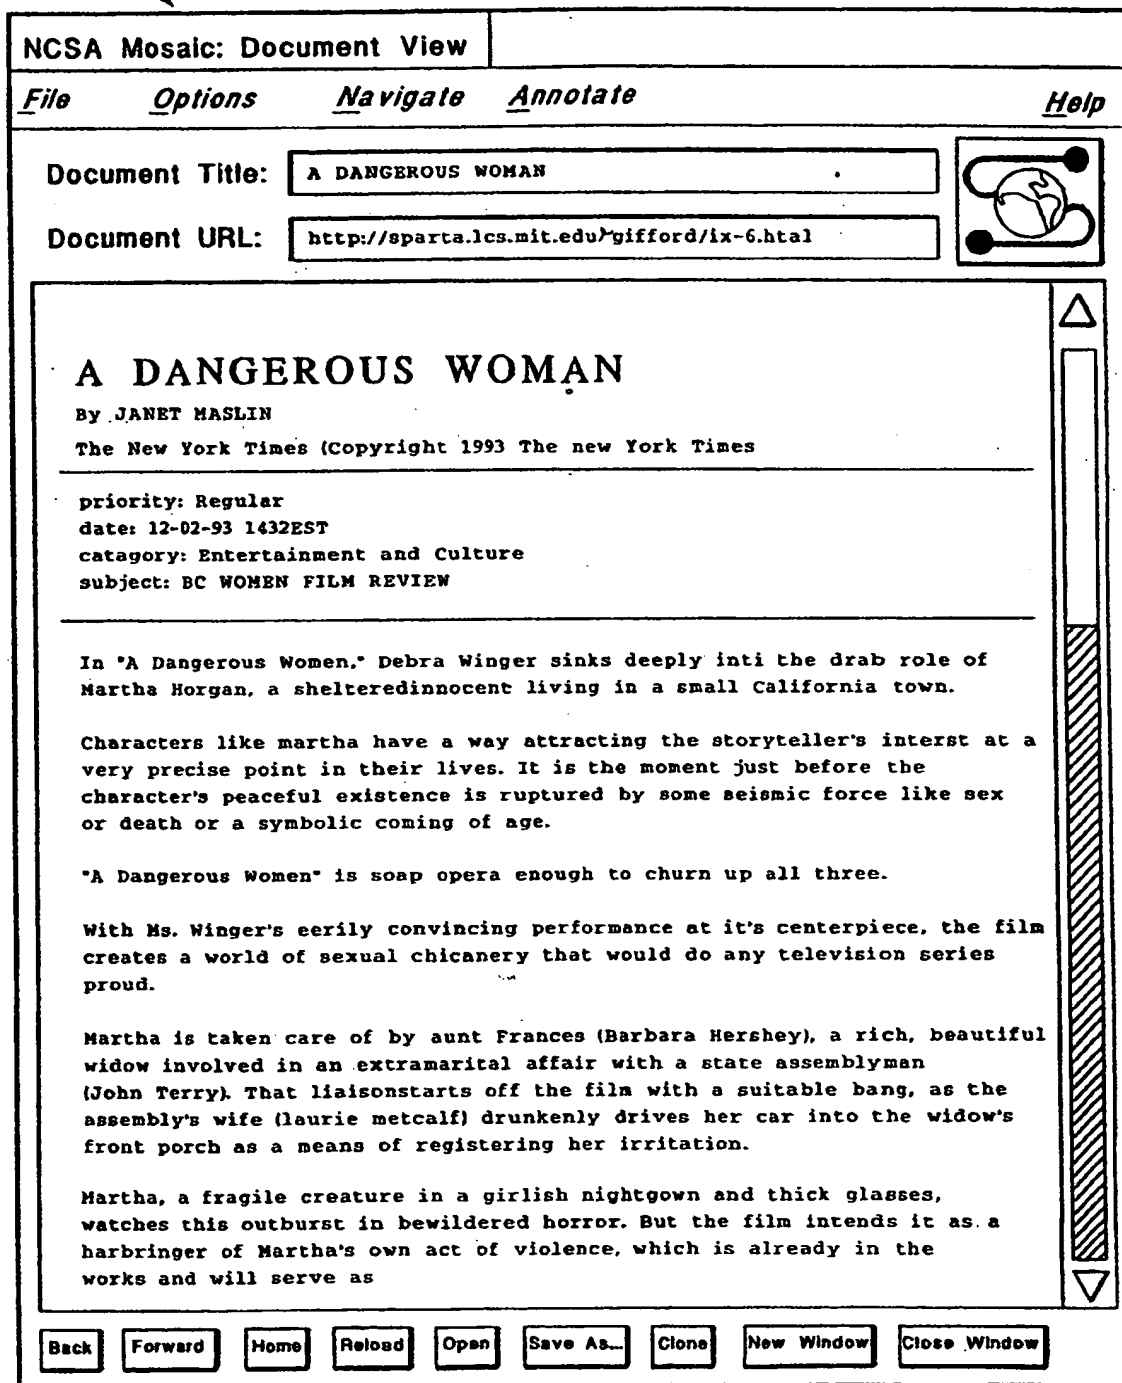 NCSA Mosaic: Document View
File Options Navigate Annotate Help
Document Title: A DANGEROUS WOMAN
Document URL: http://sparta.lcs.mit.edu/~gifford/ix-6.htal
A DANGEROUS WOMAN
By JANET MASLIN
The New York Times (Copyright 1993 The new York Times
priority: Regular
date: 12-02-93 1432EST
catagory: Entertainment and Culture
subject: BC WOMEN FILM REVIEW
In "A Dangerous Women," Debra Winger sinks deeply inti the drab role of
Martha Horgan, a shelteredinnocent living in a small California town.
Characters like martha have a way attracting the storyteller's interst at a
very precise point in their lives. It is the moment just before the
character's peaceful existence is ruptured by some seismic force like sex
or death or a symbolic coming of age.
"A Dangerous Women" is soap opera enough to churn up all three.
With Ms. Winger's eerily convincing performance at it's centerpiece, the film
creates a world of sexual chicanery that would do any television series
proud.
Martha is taken care of by aunt Frances (Barbara Hershey), a rich, beautiful
widow involved in an extramarital affair with a state assemblyman
(John Terry). That liaisonstarts off the film with a suitable bang, as the
assembly's wife (laurie metcalf) drunkenly drives her car into the widow's
front porch as a means of registering her irritation.
Martha, a fragile creature in a girlish nightgown and thick glasses,
watches this outburst in bewildered horror. But the film intends it as a
harbringer of Martha's own act of violence, which is already in the
works and will serve as
Back Forward Home Reload Open Save As... Clone New Window Close Window